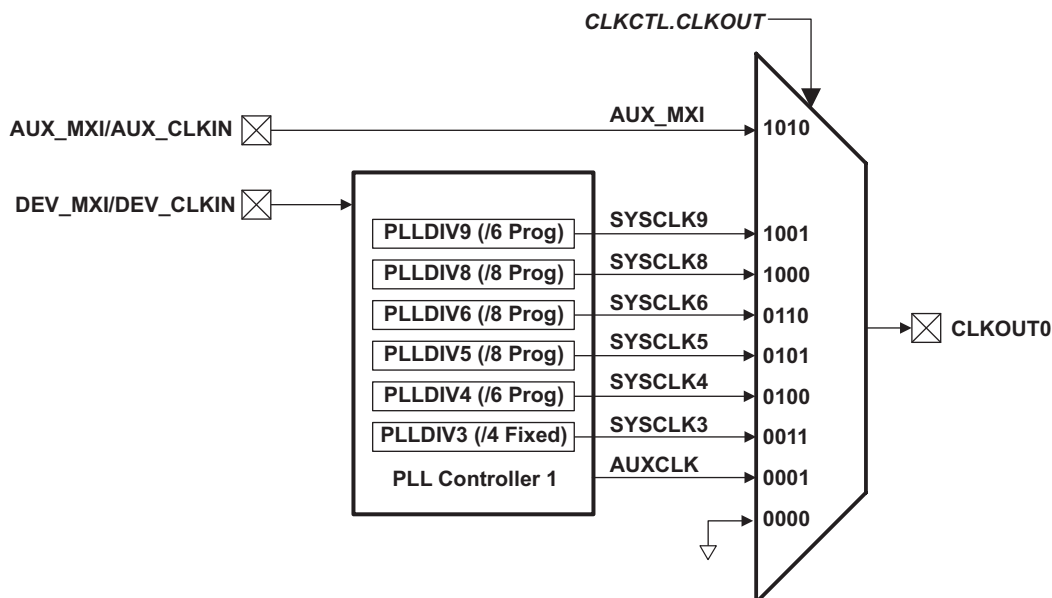 CLKCTL.CLKOUT
AUX_MXI/AUX_CLKIN
AUX_MXI
1010
DEV_MXI/DEV_CLKIN
PLLDIV9 (/6 Prog)
SYSCLK9
1001
PLLDIV8 (/8 Prog)
SYSCLK8
1000
PLLDIV6 (/8 Prog)
SYSCLK6
0110
CLKOUT0
PLLDIV5 (/8 Prog)
SYSCLK5
0101
PLLDIV4 (/6 Prog)
SYSCLK4
0100
PLLDIV3 (/4 Fixed)
SYSCLK3
0011
PLL Controller 1
AUXCLK
0001
0000